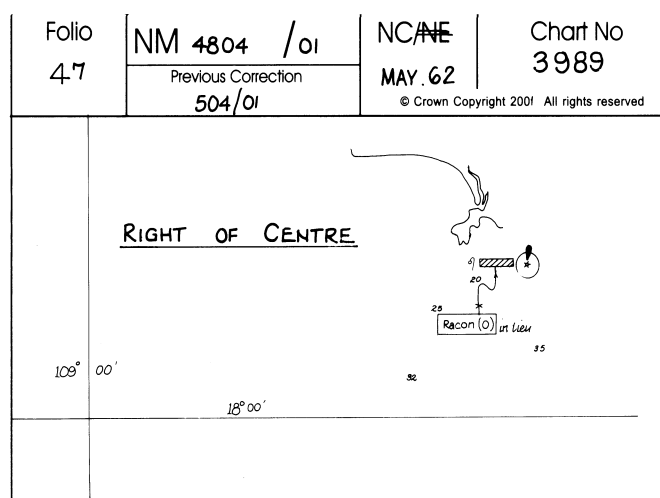 Folio
47
NM 4804 /01
Previous Correction
504/01
NC/NE
MAY.62
Chart No
3989
© Crown Copyright 2001 All rights reserved
RIGHT OF CENTRE
20
25
Racon (O) in lieu
35
109° 00'
32
18° 00'